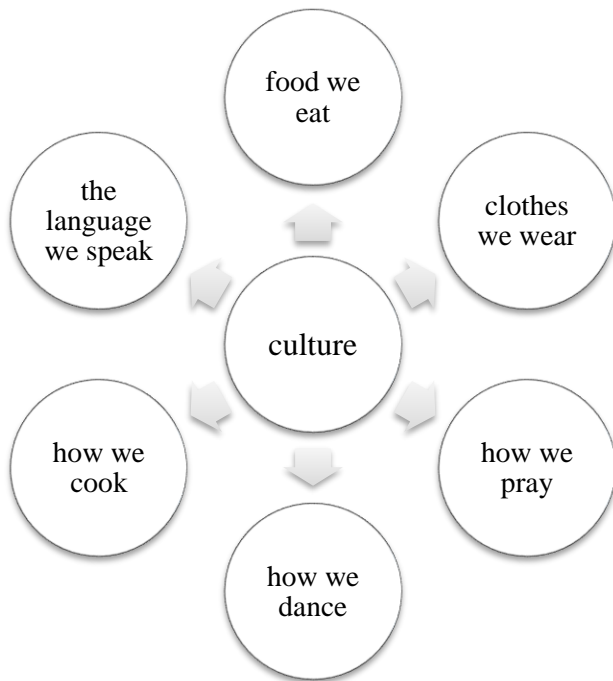 food we
eat
the
language
we speak
clothes
we wear
culture
how we
cook
how we
pray
how we
dance